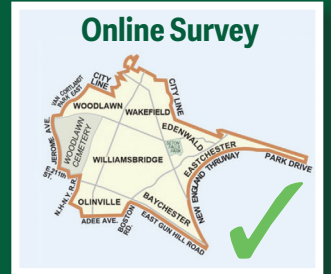 Online Survey
VAN CORTLANDT
PARK EAST
CITY
LINE
CITY LINE
WOODLAWN
WAKEFIELD
JEROME AVE.
WOODLAWN
CEMETERY
EDENWALD
EASTCHESTER
PARK DRIVE
WILLIAMSBRIDGE
NEW ENGLAND THRUWAY
N.H-N.Y. R.R.
OLINVILLE
BAYCHESTER
ADEE AVE.
BOSTON
RD.
EAST GUN HILL ROAD